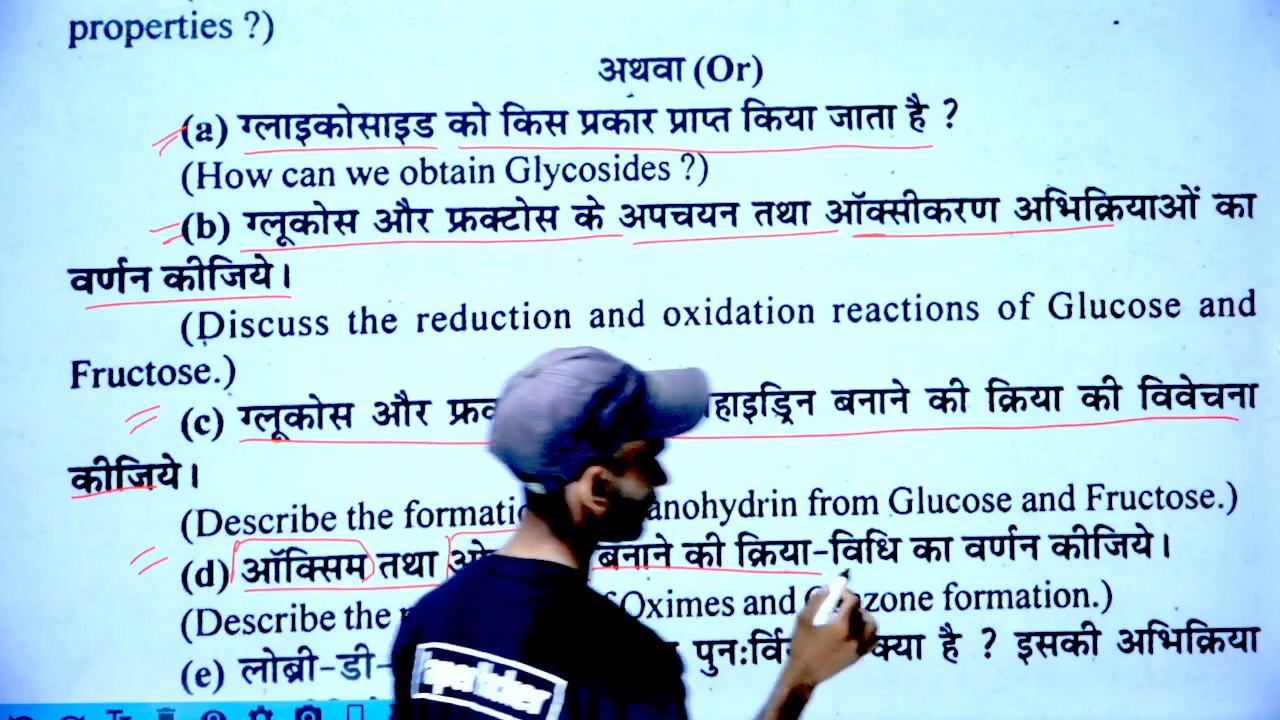 properties ?)
अथवा (Or)
(a) ग्लाइकोसाइड को किस प्रकार प्राप्त किया जाता है ?
(How can we obtain Glycosides ?)
(b) ग्लूकोस और फ्रक्टोस के अपचयन तथा ऑक्सीकरण अभिक्रियाओं का
वर्णन कीजिये।
(Discuss the reduction and oxidation reactions of Glucose and
Fructose.)
(c) ग्लूकोस और हाइड्रिन बनाने की क्रिया की विवेचना
कीजिये।
(Describe the anohydrin from Glucose and Fructose.)
(d) ऑक्सिम तथा बनाने की क्रिया-विधि का वर्णन कीजिये।
(Describe the Oximes and zone formation.)
(e) लोब्री-डी- क्या है ? इसकी अभिक्रिया